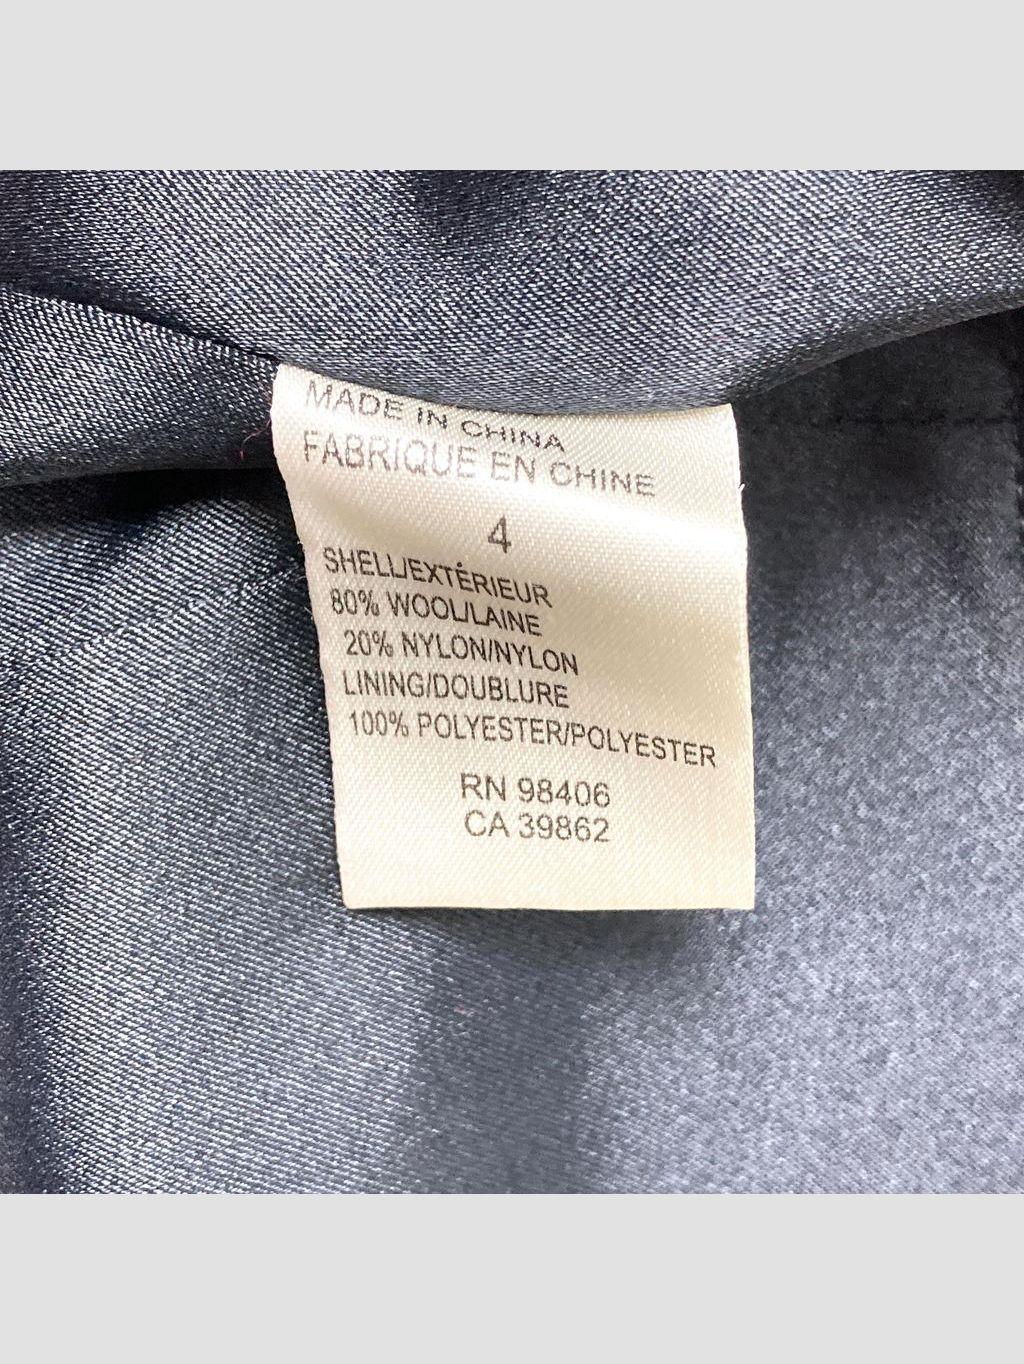 MADE IN CHINA
FABRIQUE EN CHINE
4
SHELL/EXTÉRIEUR
80% WOOL/LAINE
20% NYLON/NYLON
LINING/DOUBLURE
100% POLYESTER/POLYESTER
RN 98406
CA 39862